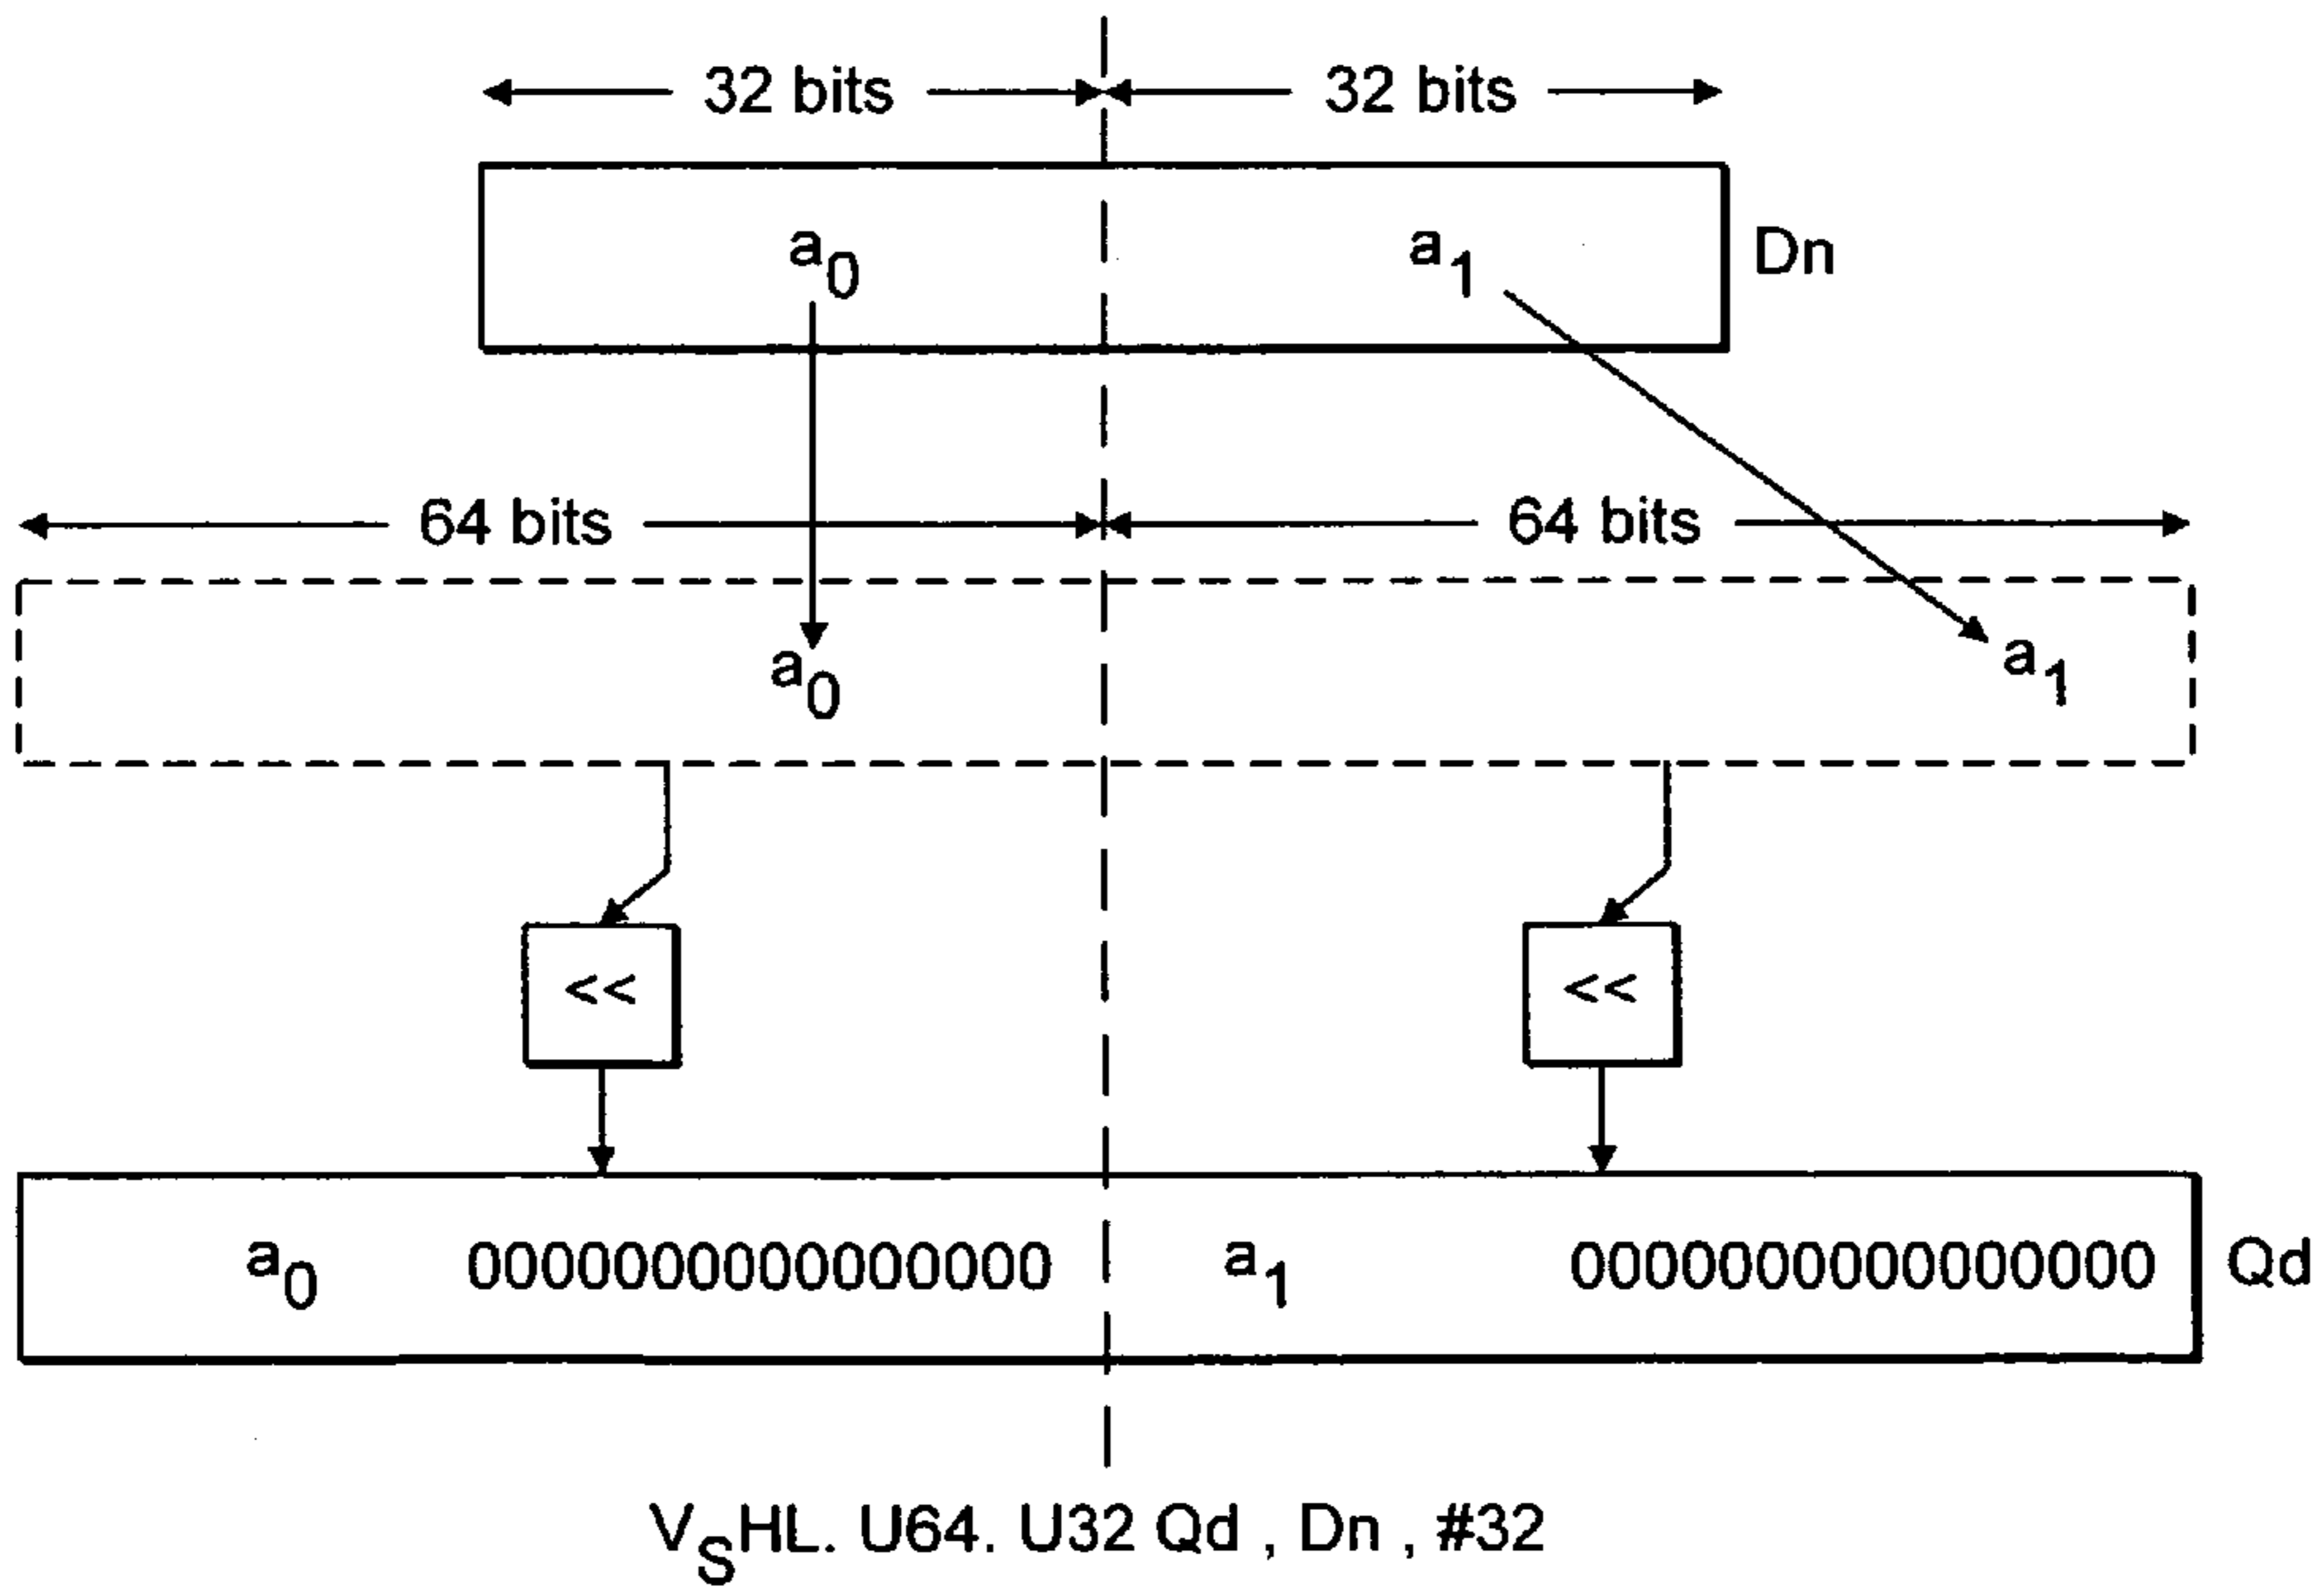 32 bits 32 bits
a0 a1 Dn
64 bits 64 bits
a0 a1
<< <<
a0 0000000000000000 a1 0000000000000000 Qd
VSHL. U64. U32 Qd , Dn , #32